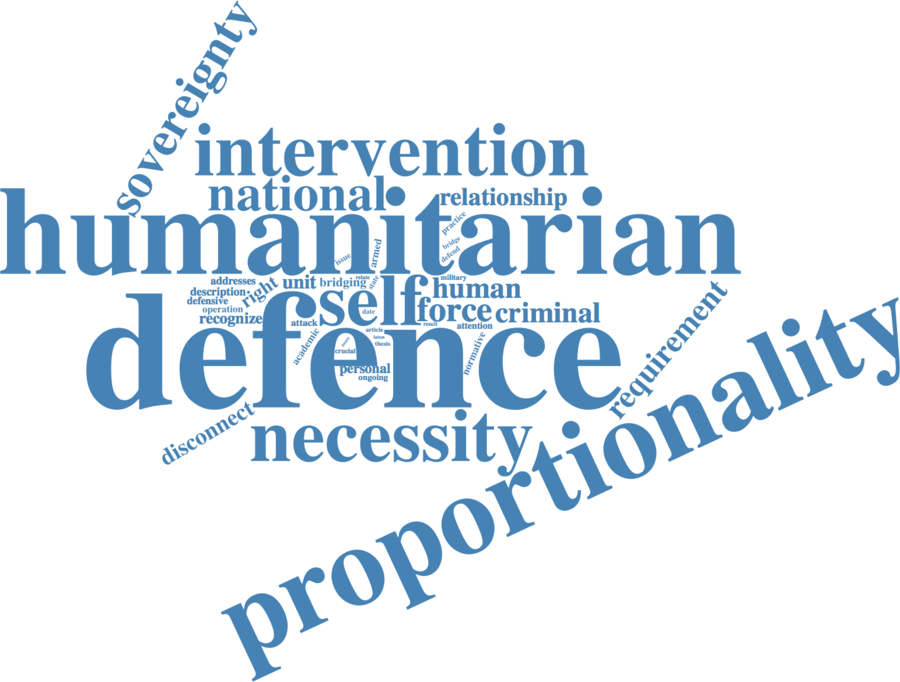 sovereignty
intervention
national
relationship
humanitarian
practice
bridge
defend
armed
issue
addresses
right
unit
bridging
relate
state
military
description
human
defensive
self
operation
date
force
criminal
recognize
attack
result
attention
requirement
defence
article
academic
crucial
thesis
normative
personal
ongoing
disconnect
necessity
proportionality